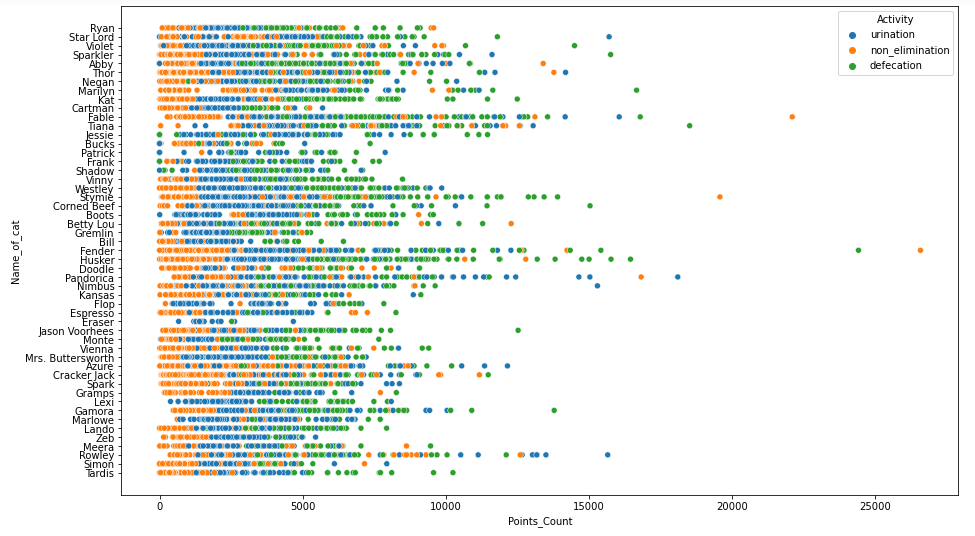 Activity
urination
non_elimination
defecation
Name_of_cat
Ryan
Star Lord
Violet
Sparkler
Abby
Thor
Negan
Marilyn
Kat
Cartman
Fable
Tiana
Jessie
Bucks
Patrick
Frank
Shadow
Vinny
Westley
Stymie
Corned Beef
Boots
Betty Lou
Gremlin
Bill
Fender
Husker
Doodle
Pandorica
Nimbus
Kansas
Flop
Espresso
Eraser
Jason Voorhees
Monte
Vienna
Mrs. Buttersworth
Azure
Cracker Jack
Spark
Gramps
Lexi
Gamora
Marlowe
Lando
Zeb
Meera
Rowley
Simon
Tardis
0 5000 10000 15000 20000 25000
Points_Count